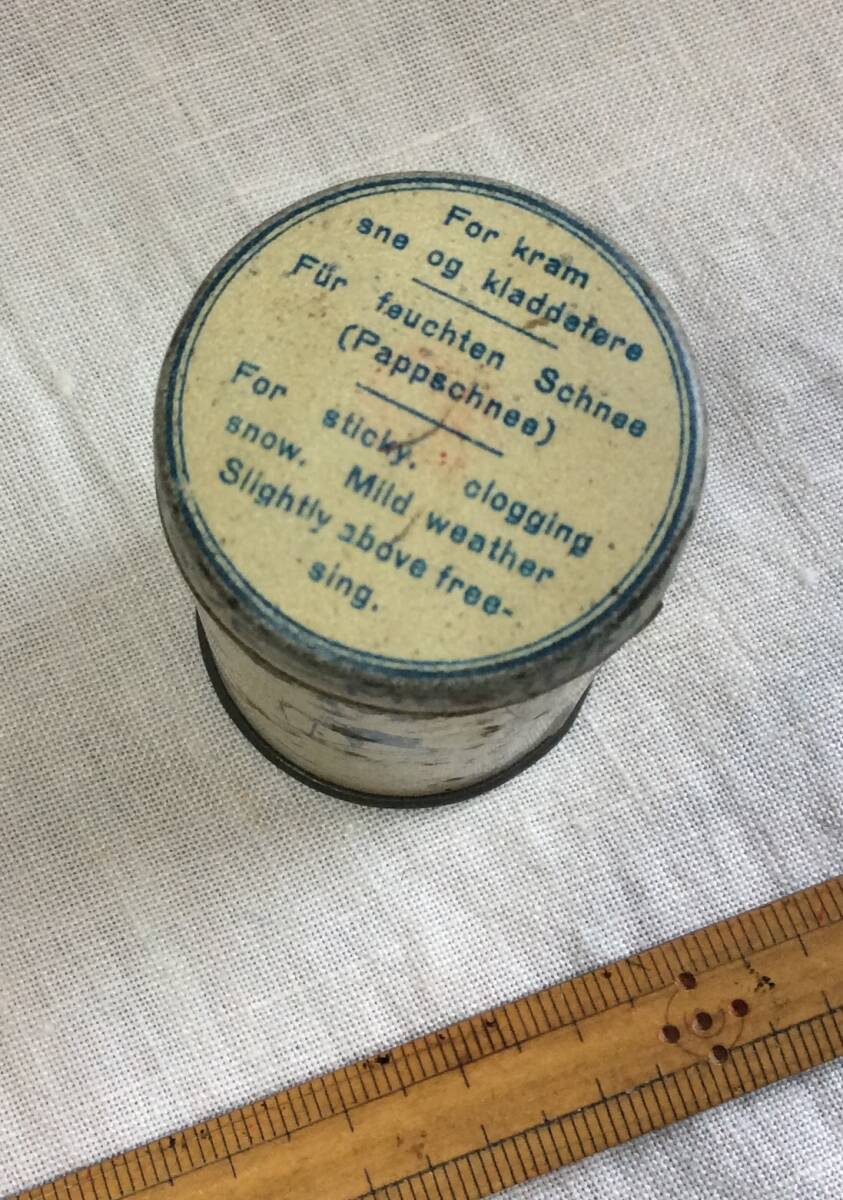 For kram
sne og kladdeføre
Für feuchten Schnee
(Pappschnee)
For sticky. clogging
snow. Mild weather
Slightly above free-
sing.